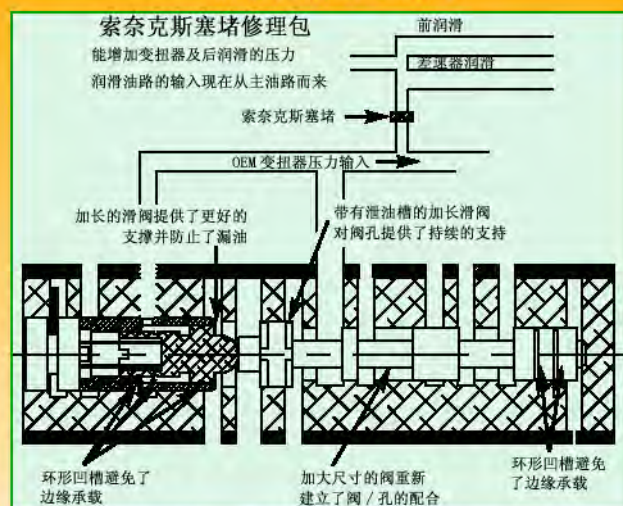 索奈克斯塞堵修理包
能增加变扭器及后润滑的压力
润滑油路的输入现在从主油路而来
前润滑
差速器润滑
索奈克斯塞堵
OEM 变扭器压力输入
加长的滑阀提供了更好的
支撑并防止了漏油
带有泄油槽的加长滑阀
对阀孔提供了持续的支持
环形凹槽避免了
边缘承载
加大尺寸的阀重新
建立了阀/孔的配合
环形凹槽避免
了边缘承载